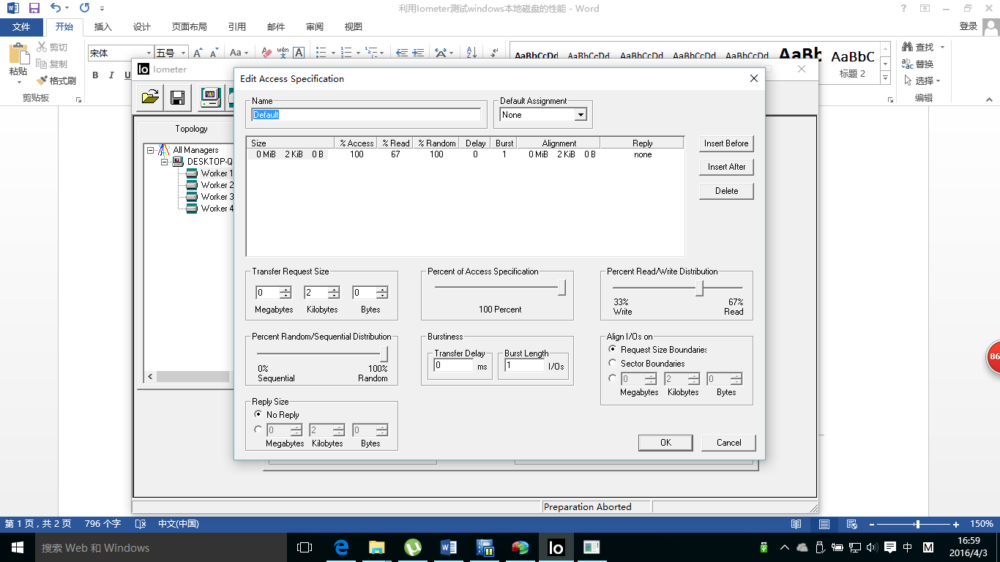 利用Iometer测试windows本地磁盘的性能 - Word
文件 开始 插入 设计 页面布局 引用 邮件 审阅 视图 登录
粘贴 剪切 复制 格式刷
剪贴板
宋体 五号 Aa wén 文 A
B I U
AaBbCcDd AaBbCcDd AaBbCcDd AaBbCcDd AaBbCcDd AaBb AaBbC
标题 2
查找
替换
选择
编辑
Iometer
Topology
All Managers
DESKTOP-Q
Worker 1
Worker 2
Worker 3
Worker 4
Edit Access Specification
Name
Default
Default Assignment
None
Size % Access % Read % Random Delay Burst Alignment Reply
0 MiB 2 KiB 0 B 100 67 100 0 1 0 MiB 2 KiB 0 B none
Insert Before
Insert After
Delete
Transfer Request Size
0 2 0
Megabytes Kilobytes Bytes
Percent of Access Specification
100 Percent
Percent Read/Write Distribution
33% 67%
Write Read
Percent Random/Sequential Distribution
0% 100%
Sequential Random
Burstiness
Transfer Delay
0 ms
Burst Length
1 I/Os
Align I/Os on
Request Size Boundaries
Sector Boundaries
0 2 0
Megabytes Kilobytes Bytes
Reply Size
No Reply
0 2 0
Megabytes Kilobytes Bytes
OK Cancel
Preparation Aborted
86
第 1 页，共 2 页 796 个字 中文(中国) 150%
搜索 Web 和 Windows
中 M
16:59
2016/4/3